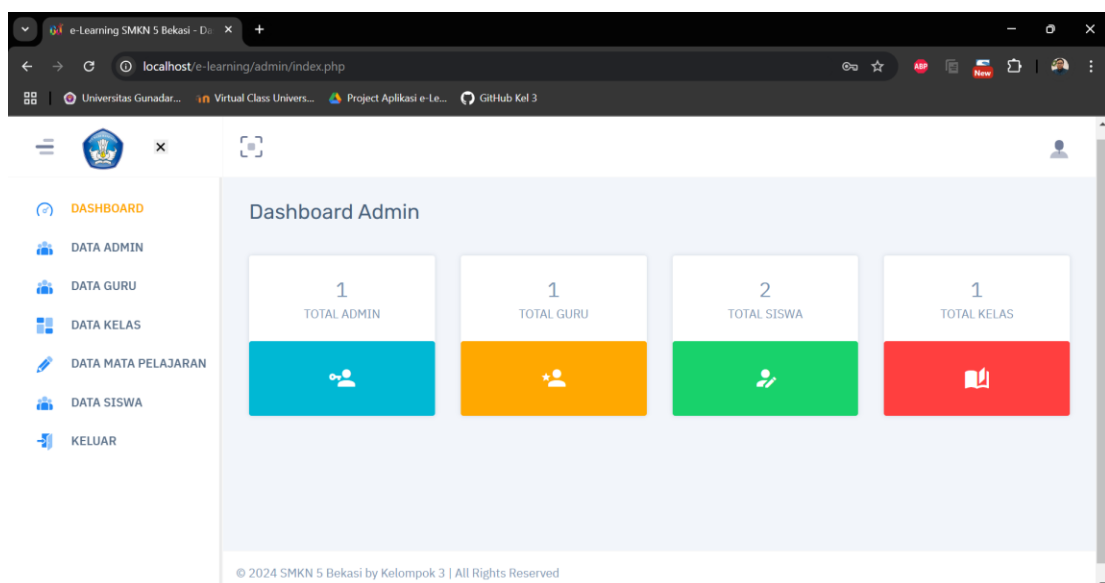 e-Learning SMKN 5 Bekasi - Da
localhost/e-learning/admin/index.php
ABP
New
Universitas Gunadar...
Virtual Class Univers...
Project Aplikasi e-Le...
GitHub Kel 3
DASHBOARD
DATA ADMIN
DATA GURU
DATA KELAS
DATA MATA PELAJARAN
DATA SISWA
KELUAR
Dashboard Admin
1
TOTAL ADMIN
1
TOTAL GURU
2
TOTAL SISWA
1
TOTAL KELAS
© 2024 SMKN 5 Bekasi by Kelompok 3 | All Rights Reserved